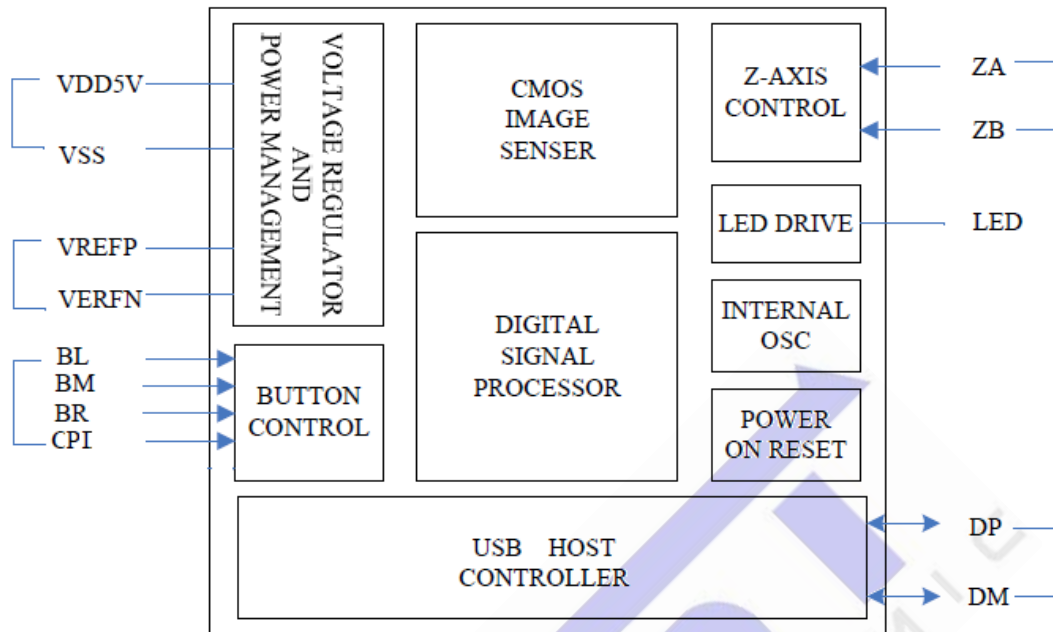 VDD5V
VSS
VREFP
VERFN
BL
BM
BR
CPI
VOLTAGE REGULATOR
AND
POWER MANAGEMENT
BUTTON
CONTROL
CMOS
IMAGE
SENSER
DIGITAL
SIGNAL
PROCESSOR
Z-AXIS
CONTROL
LED DRIVE
INTERNAL
OSC
POWER
ON RESET
USB HOST
CONTROLLER
ZA
ZB
LED
DP
DM